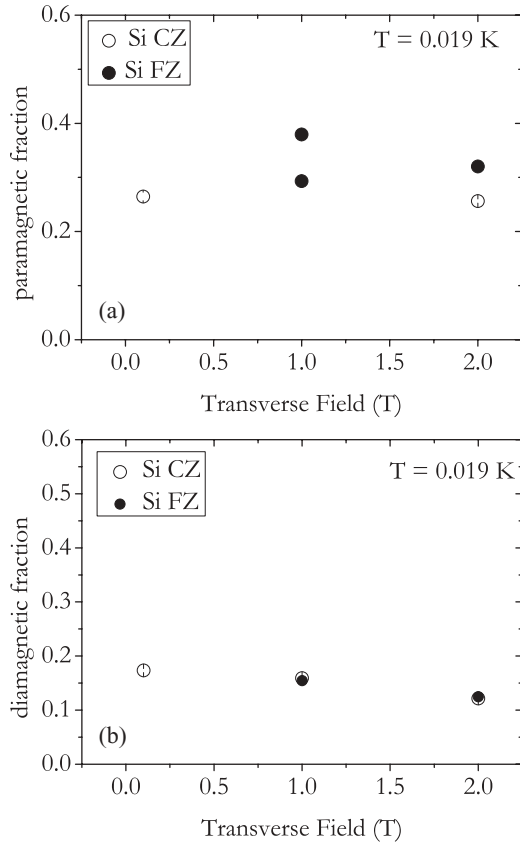 0.6
Si CZ
Si FZ
T = 0.019 K
0.4
0.2
0.0
paramagnetic fraction
(a)
0.0 0.5 1.0 1.5 2.0
Transverse Field (T)
0.6
Si CZ
Si FZ
T = 0.019 K
0.5
0.4
0.3
0.2
0.1
0.0
diamagnetic fraction
(b)
0.0 0.5 1.0 1.5 2.0
Transverse Field (T)